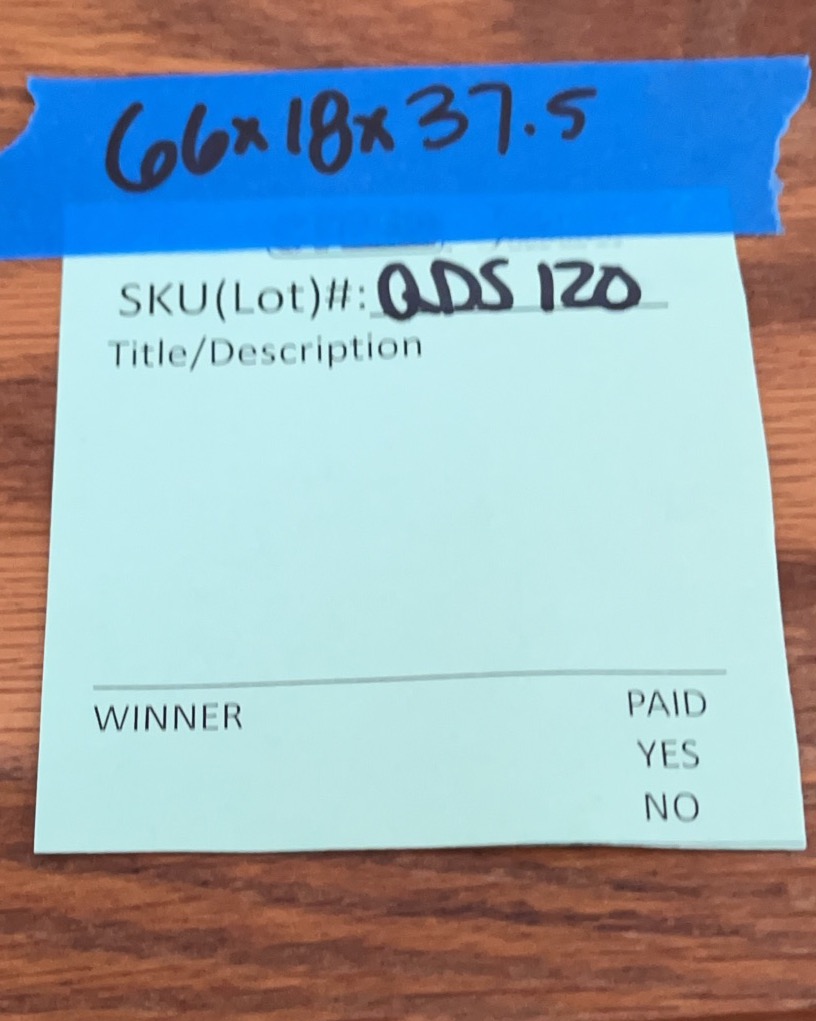 66x18x37.5
SKU(Lot)#: QDS 120
Title/Description
WINNER
PAID
YES
NO